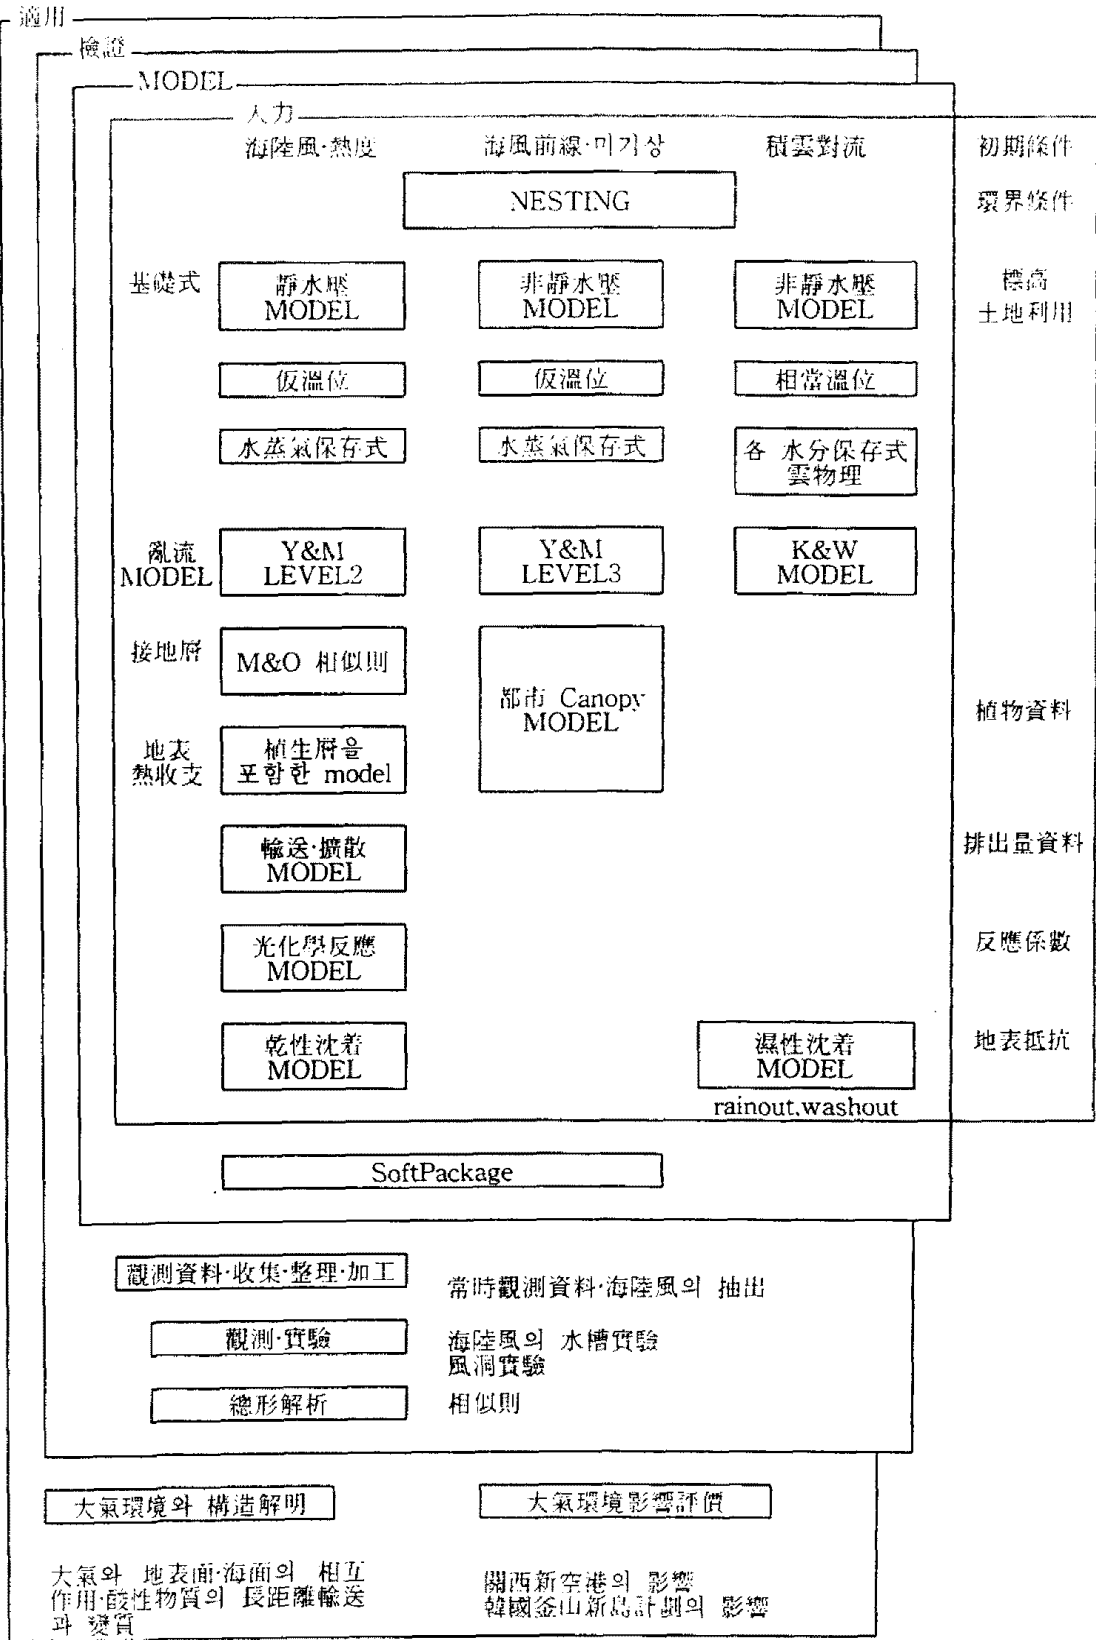 適用
檢證
MODEL
入力
海陸風·熱度 海風前線·미기상 積雲對流 初期條件
NESTING 環界條件
基礎式 靜水壓 非靜水壓 非靜水壓 標高
MODEL MODEL MODEL 土地利用
仮溫位 仮溫位 相當溫位
水蒸氣保存式 水蒸氣保存式 各 水分保存式
雲物理
亂流 Y&M Y&M K&W
MODEL LEVEL2 LEVEL3 MODEL
接地層 M&O 相似則
都市 Canopy 植物資料
MODEL
地表 植生層을
熱收支 포함한 model
輸送·擴散 排出量資料
MODEL
光化學反應 反應係數
MODEL
乾性沈着 濕性沈着 地表抵抗
MODEL MODEL
rainout,washout
SoftPackage
觀測資料·收集·整理·加工 常時觀測資料·海陸風의 抽出
觀測·實驗 海陸風의 水槽實驗
風洞實驗
總形解析 相似則
大氣環境와 構造解明 大氣環境影響評價
大氣와 地表面·海面의 相互 關西新空港의 影響
作用·酸性物質의 長距離輸送 韓國釜山新島計劃의 影響
과 變質